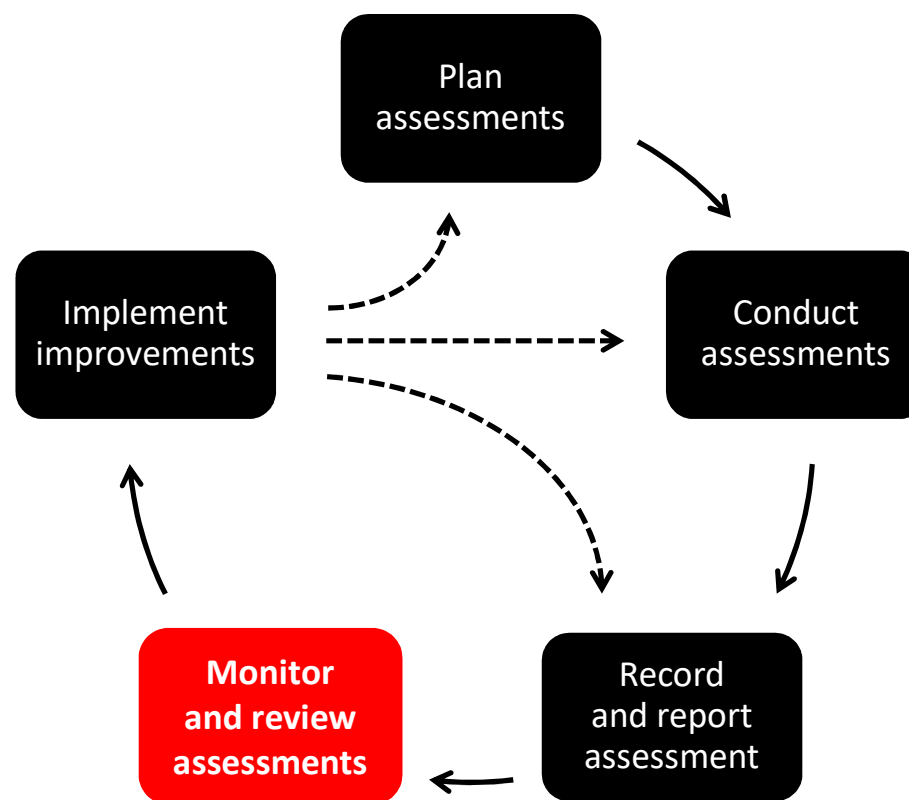 Plan
assessments
Implement
improvements
Conduct
assessments
Monitor
and review
assessments
Record
and report
assessment